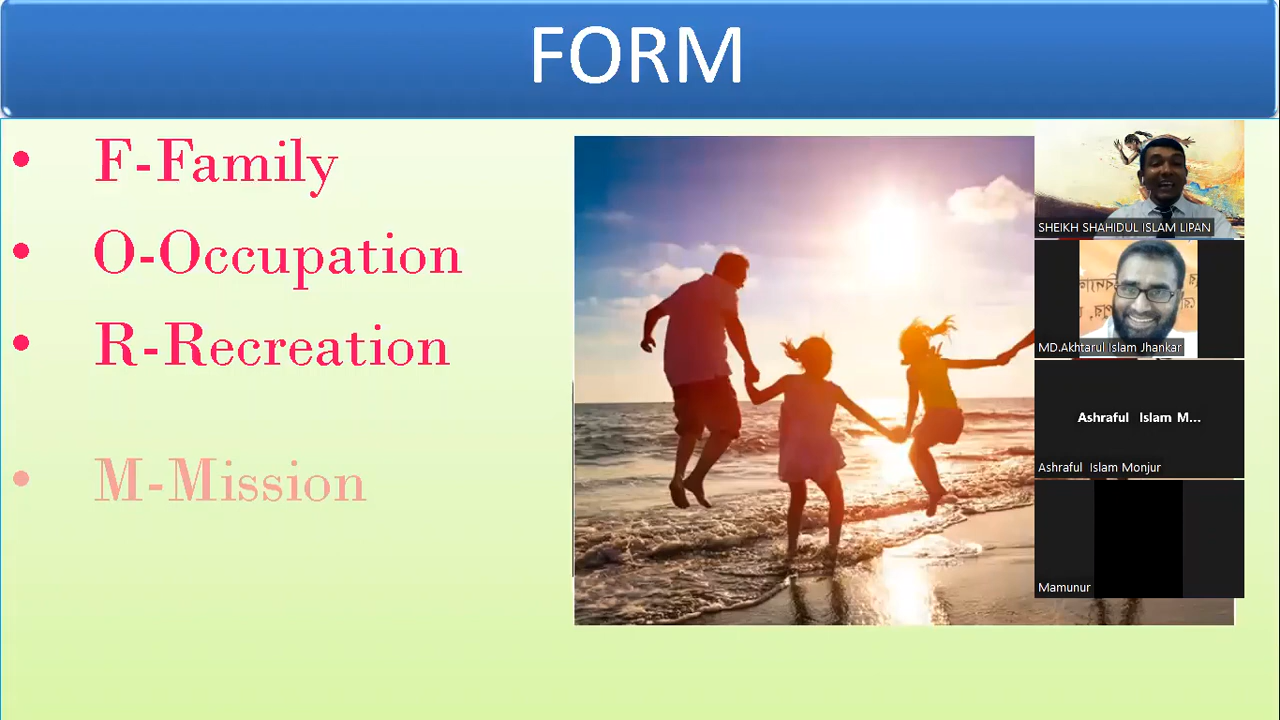 FORM
• F-Family
• O-Occupation
• R-Recreation
• M-Mission
SHEIKH SHAHIDUL ISLAM LIPAN
MD.Akhtarul Islam Jhankar
Ashraful Islam M...
Ashraful Islam Monjur
Mamunur